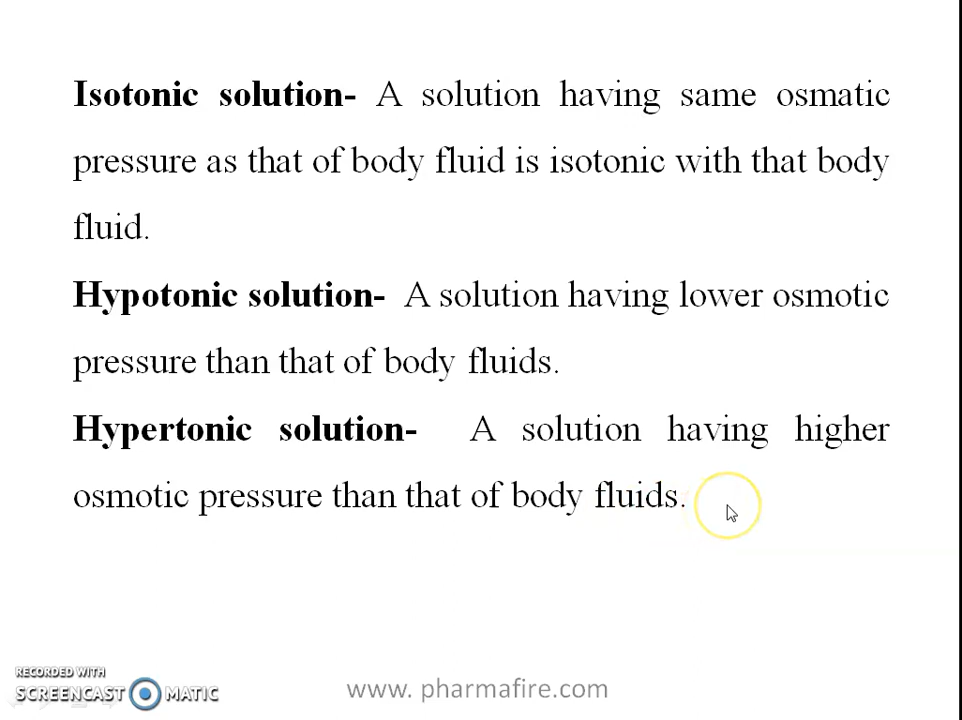 Isotonic solution- A solution having same osmatic
pressure as that of body fluid is isotonic with that body
fluid.
Hypotonic solution- A solution having lower osmotic
pressure than that of body fluids.
Hypertonic solution- A solution having higher
osmotic pressure than that of body fluids.
RECORDED WITH
SCREENCAST MATIC
www. pharmafire.com